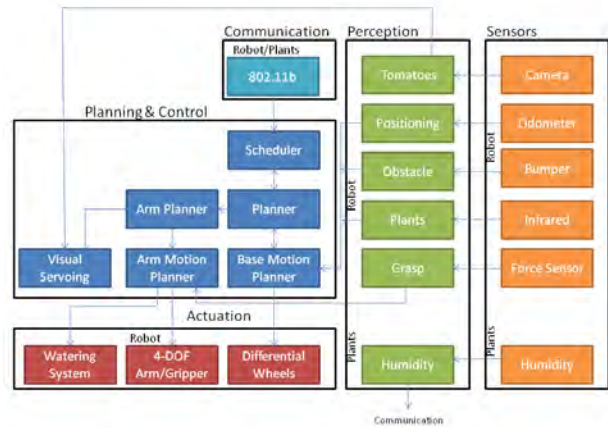 Communication
Perception
Sensors
Robot/Plants
802.11b
Tomatoes
Camera
Planning & Control
Positioning
Odometer
Scheduler
Robot
Robot
Obstacle
Bumper
Arm Planner
Planner
Plants
Infrared
Visual
Servoing
Arm Motion
Planner
Base Motion
Planner
Grasp
Force Sensor
Actuation
Robot
Watering
System
4-DOF
Arm/Gripper
Differential
Wheels
Plants
Humidity
Plants
Humidity
Communication